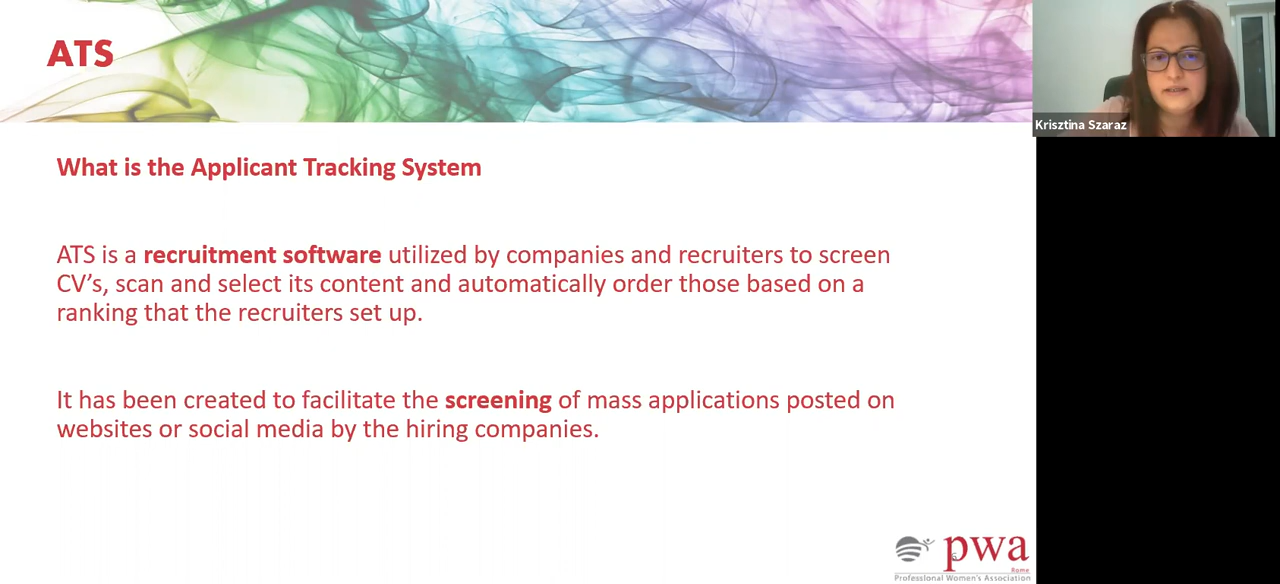 ATS
Krisztina Szaraz
What is the Applicant Tracking System
ATS is a recruitment software utilized by companies and recruiters to screen
CV’s, scan and select its content and automatically order those based on a
ranking that the recruiters set up.
It has been created to facilitate the screening of mass applications posted on
websites or social media by the hiring companies.
pwa
6
Rome
Professional Women's Association